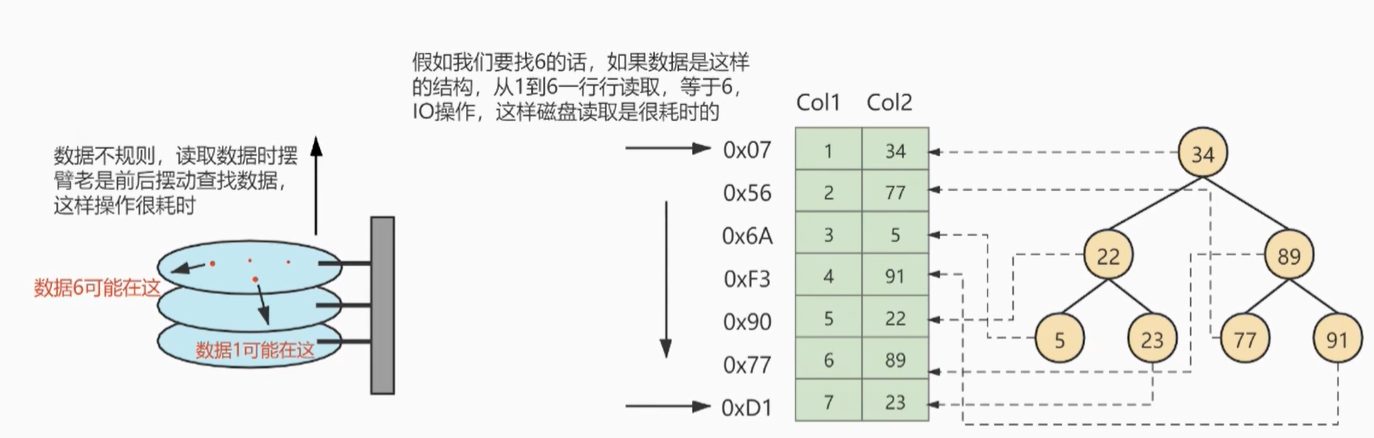 假如我们要找6的话，如果数据是这样
的结构，从1到6一行行读取，等于6，
IO操作，这样磁盘读取是很耗时的
数据不规则，读取数据时摆
臂老是前后摆动查找数据，
这样操作很耗时
数据6可能在这
数据1可能在这
Col1 Col2
0x07 1 34
0x56 2 77
0x6A 3 5
0xF3 4 91
0x90 5 22
0x77 6 89
0xD1 7 23
34
22 89
5 23 77 91